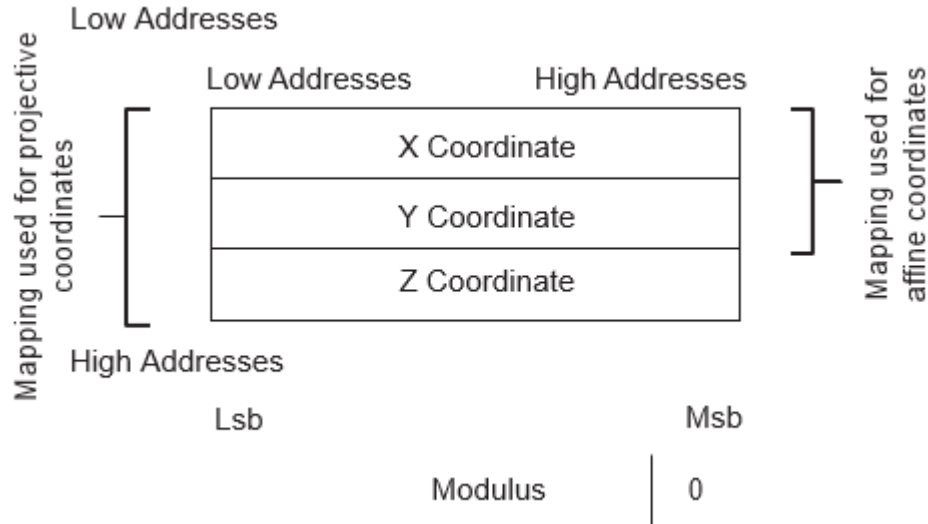 Low Addresses
Low Addresses High Addresses
Mapping used for projective
coordinates
X Coordinate
Y Coordinate
Z Coordinate
Mapping used for
affine coordinates
High Addresses
Lsb Msb
Modulus 0